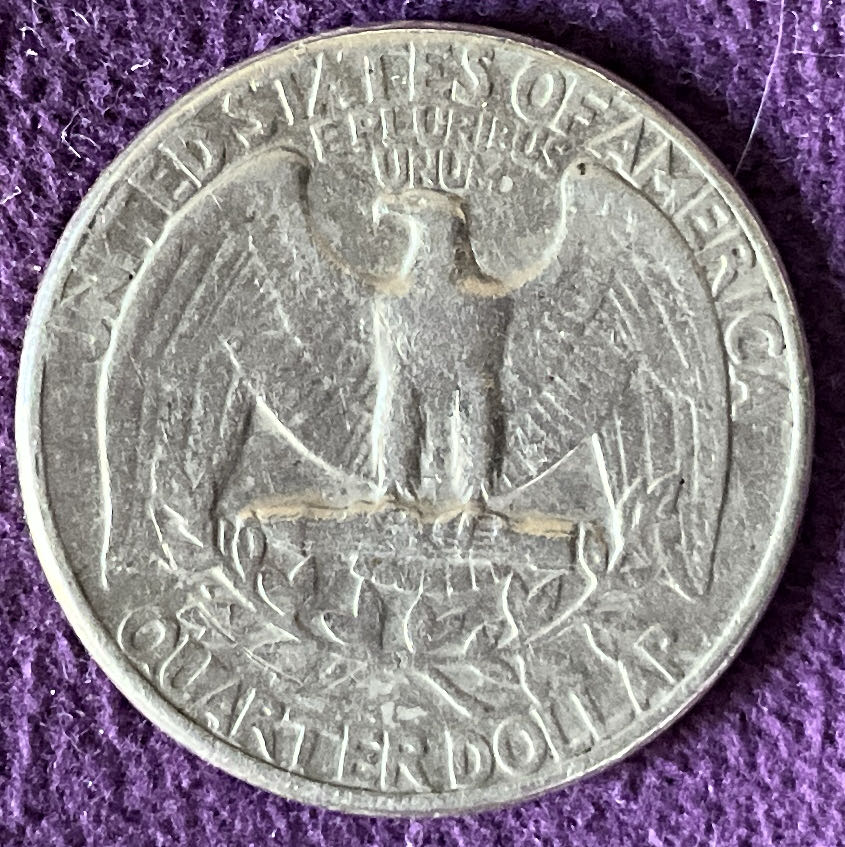 UNITED STATES OF AMERICA
E PLURIBUS
UNUM
QUARTER DOLLAR